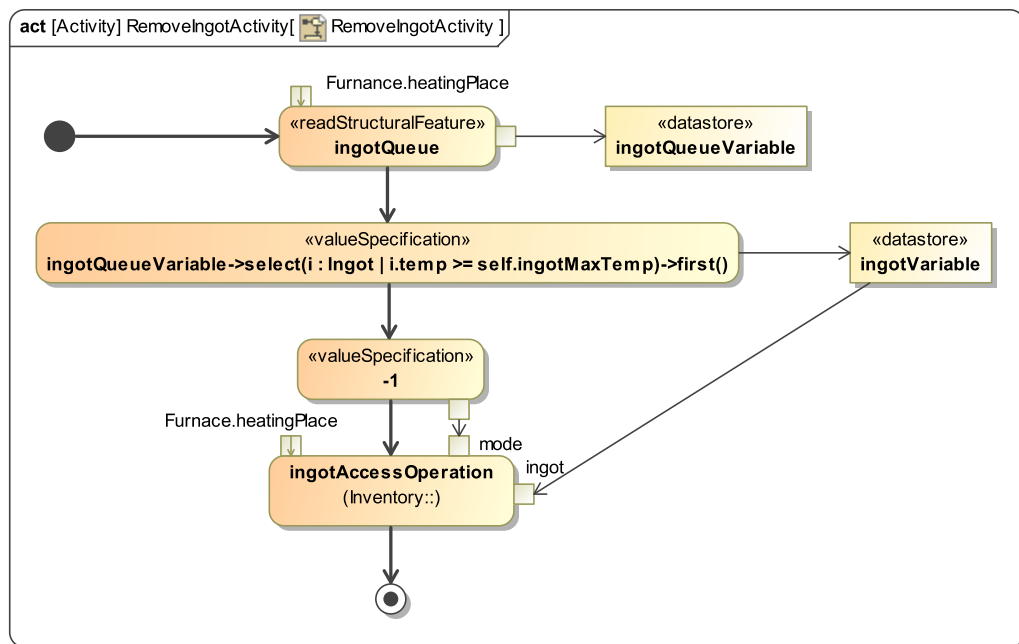 act [Activity] RemoveIngotActivity[ RemoveIngotActivity ]
Furnance.heatingPlace
«readStructuralFeature»
ingotQueue
«datastore»
ingotQueueVariable
«valueSpecification»
ingotQueueVariable->select(i : Ingot | i.temp >= self.ingotMaxTemp)->first()
«datastore»
ingotVariable
«valueSpecification»
-1
Furnace.heatingPlace
mode
ingotAccessOperation
(Inventory::)
ingot